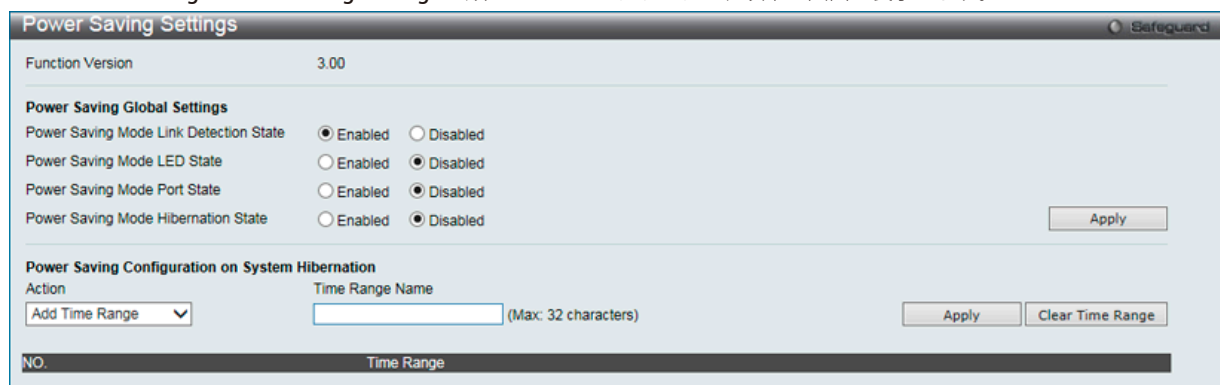 Power Saving Settings
Safeguard
Function Version 3.00
Power Saving Global Settings
Power Saving Mode Link Detection State Enabled Disabled
Power Saving Mode LED State Enabled Disabled
Power Saving Mode Port State Enabled Disabled
Power Saving Mode Hibernation State Enabled Disabled Apply
Power Saving Configuration on System Hibernation
Action Time Range Name
Add Time Range (Max: 32 characters) Apply Clear Time Range
NO. Time Range